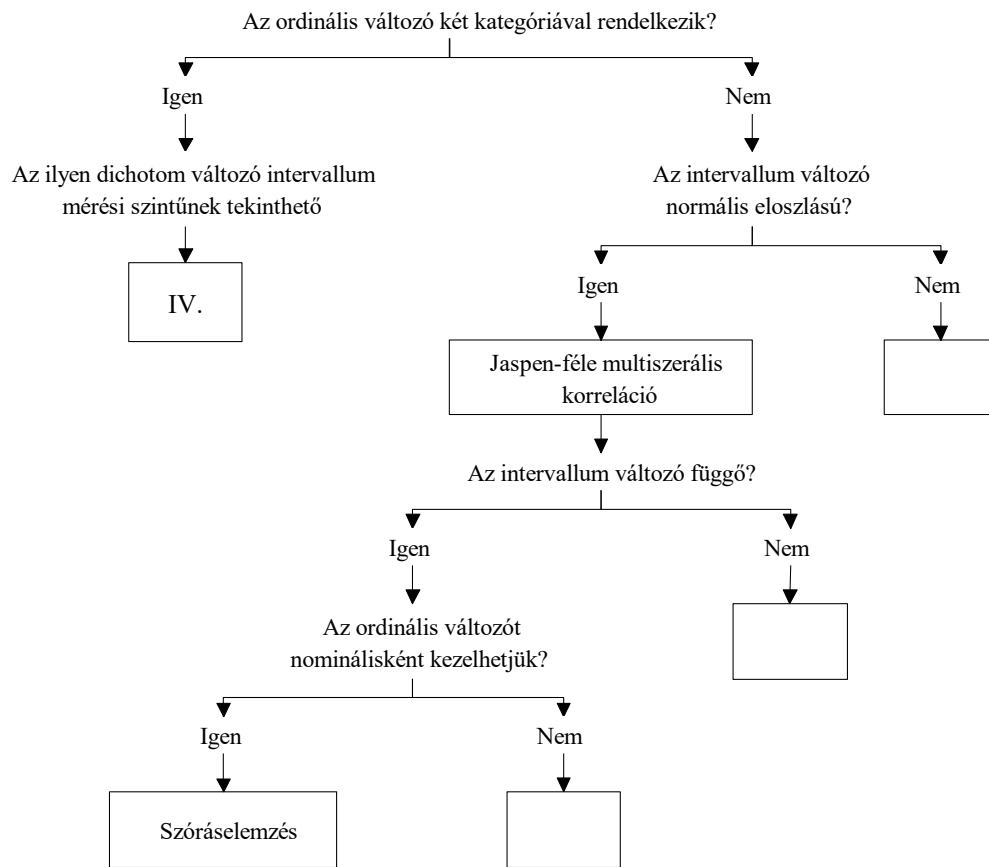 Az ordinális változó két kategóriával rendelkezik?
Igen
Nem
Az ilyen dichotom változó intervallum
mérési szintűnek tekinthető
Az intervallum változó
normális eloszlású?
IV.
Igen
Nem
Jaspen-féle multiszerális
korreláció
Az intervallum változó függő?
Igen
Nem
Az ordinális változót
nominálisként kezelhetjük?
Igen
Nem
Szóráselemzés